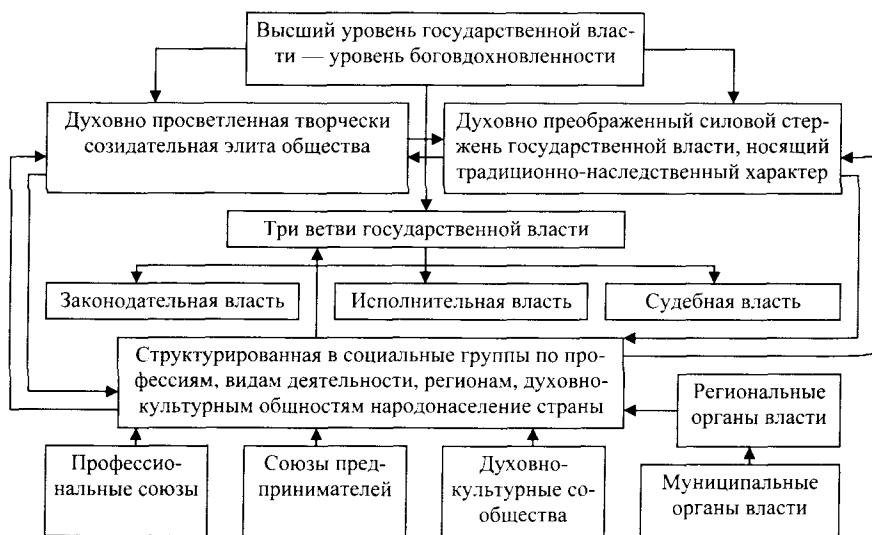 Высший уровень государственной влас-
ти — уровень боговдохновленности
Духовно просветленная творчески
созидательная элита общества
Духовно преображенный силовой стер-
жень государственной власти, носящий
традиционно-наследственный характер
Три ветви государственной власти
Законодательная власть
Исполнительная власть
Судебная власть
Структурированная в социальные группы по про-
фессиям, видам деятельности, регионам, духовно-
культурным общностям народонаселение страны
Региональные
органы власти
Профессио-
нальные союзы
Союзы пред-
принимателей
Духовно-
культурные со-
общества
Муниципальные
органы власти